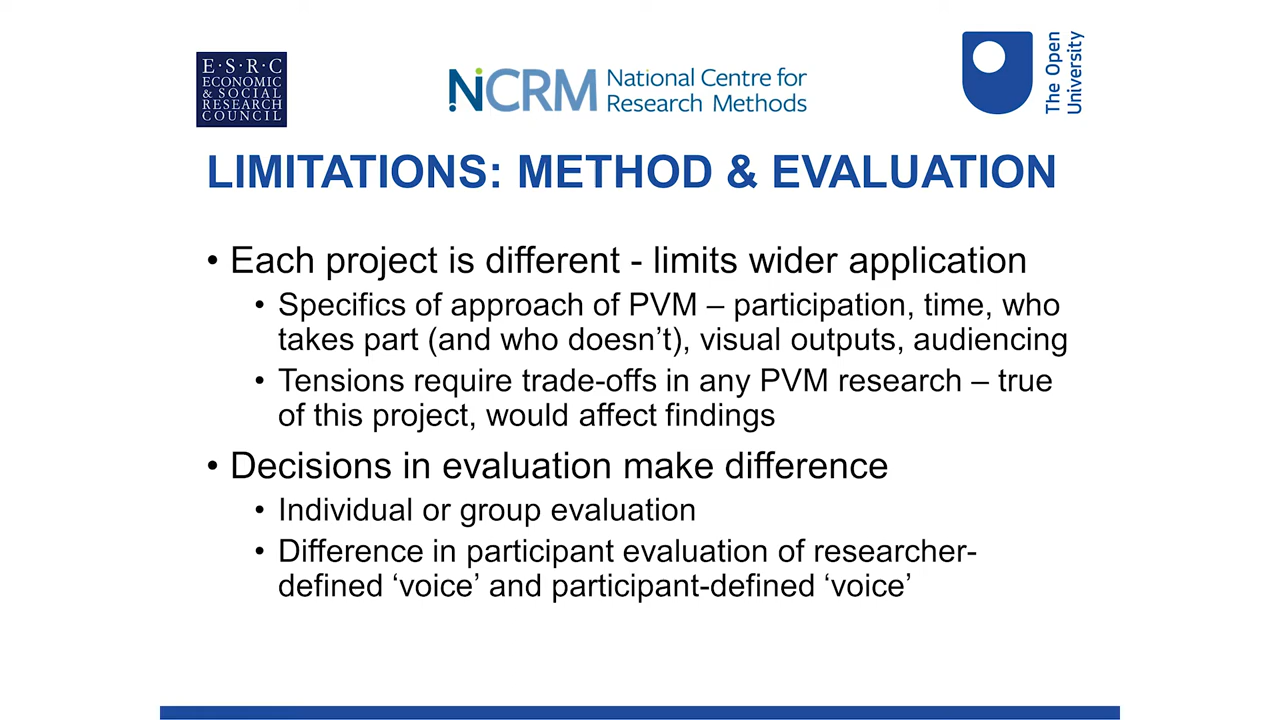 E·S·R·C
ECONOMIC
& SOCIAL
RESEARCH
COUNCIL
NCRM
National Centre for
Research Methods
The Open
University
LIMITATIONS: METHOD & EVALUATION
• Each project is different - limits wider application
• Specifics of approach of PVM – participation, time, who
takes part (and who doesn’t), visual outputs, audiencing
• Tensions require trade-offs in any PVM research – true
of this project, would affect findings
• Decisions in evaluation make difference
• Individual or group evaluation
• Difference in participant evaluation of researcher-
defined ‘voice’ and participant-defined ‘voice’